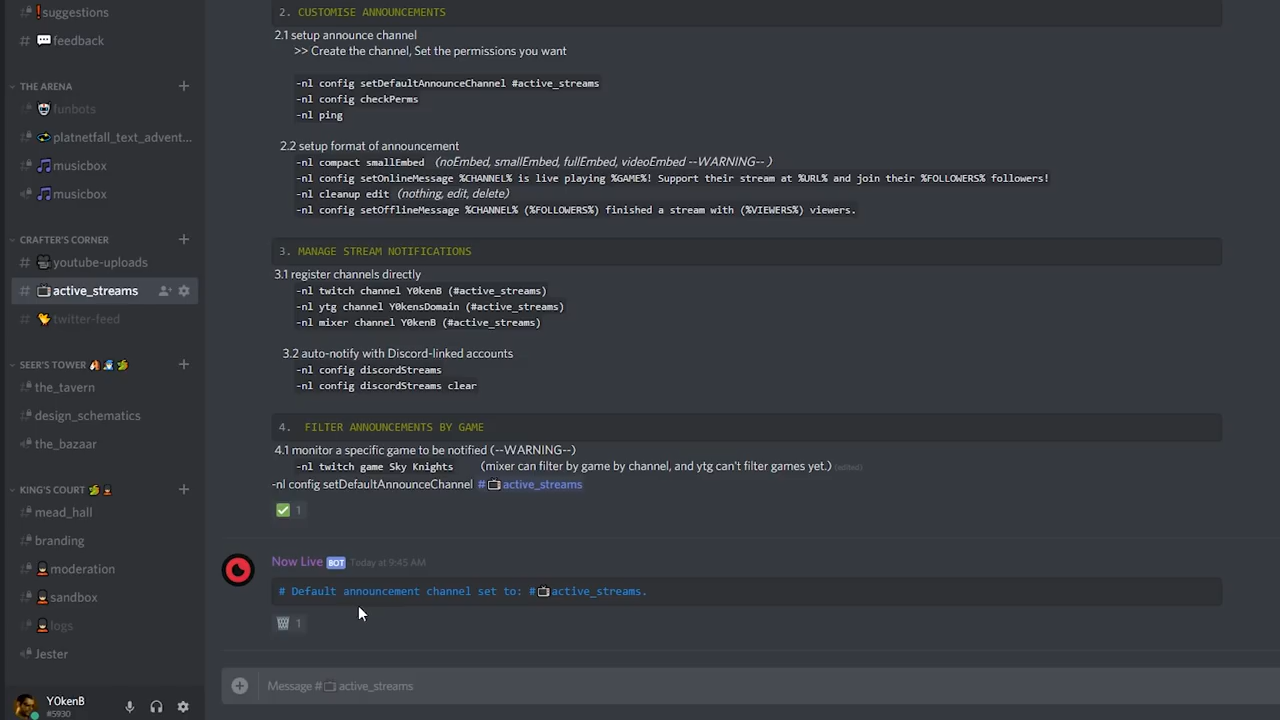 suggestions
feedback
THE ARENA
funbots
platnetfall_text_advent...
musicbox
musicbox
CRAFTER'S CORNER
youtube-uploads
active_streams
twitter-feed
SEER'S TOWER
the_tavern
design_schematics
the_bazaar
KING'S COURT
mead_hall
branding
moderation
sandbox
logs
Jester
Y0kenB
#5930
2. CUSTOMISE ANNOUNCEMENTS
2.1 setup announce channel
>> Create the channel, Set the permissions you want
-nl config setDefaultAnnounceChannel #active_streams
-nl config checkPerms
-nl ping
2.2 setup format of announcement
-nl compact smallEmbed (noEmbed, smallEmbed, fullEmbed, videoEmbed --WARNING-- )
-nl config setOnlineMessage %CHANNEL% is live playing %GAME%! Support their stream at %URL% and join their %FOLLOWERS% followers!
-nl cleanup edit (nothing, edit, delete)
-nl config setOfflineMessage %CHANNEL% (%FOLLOWERS%) finished a stream with (%VIEWERS%) viewers.
3. MANAGE STREAM NOTIFICATIONS
3.1 register channels directly
-nl twitch channel Y0kenB (#active_streams)
-nl ytg channel Y0kensDomain (#active_streams)
-nl mixer channel Y0kenB (#active_streams)
3.2 auto-notify with Discord-linked accounts
-nl config discordStreams
-nl config discordStreams clear
4. FILTER ANNOUNCEMENTS BY GAME
4.1 monitor a specific game to be notified (--WARNING--)
-nl twitch game Sky Knights (mixer can filter by game by channel, and ytg can't filter games yet.) (edited)
-nl config setDefaultAnnounceChannel #📺active_streams
1
Now Live BOT Today at 9:45 AM
# Default announcement channel set to: #📺active_streams.
1
Message #📺active_streams